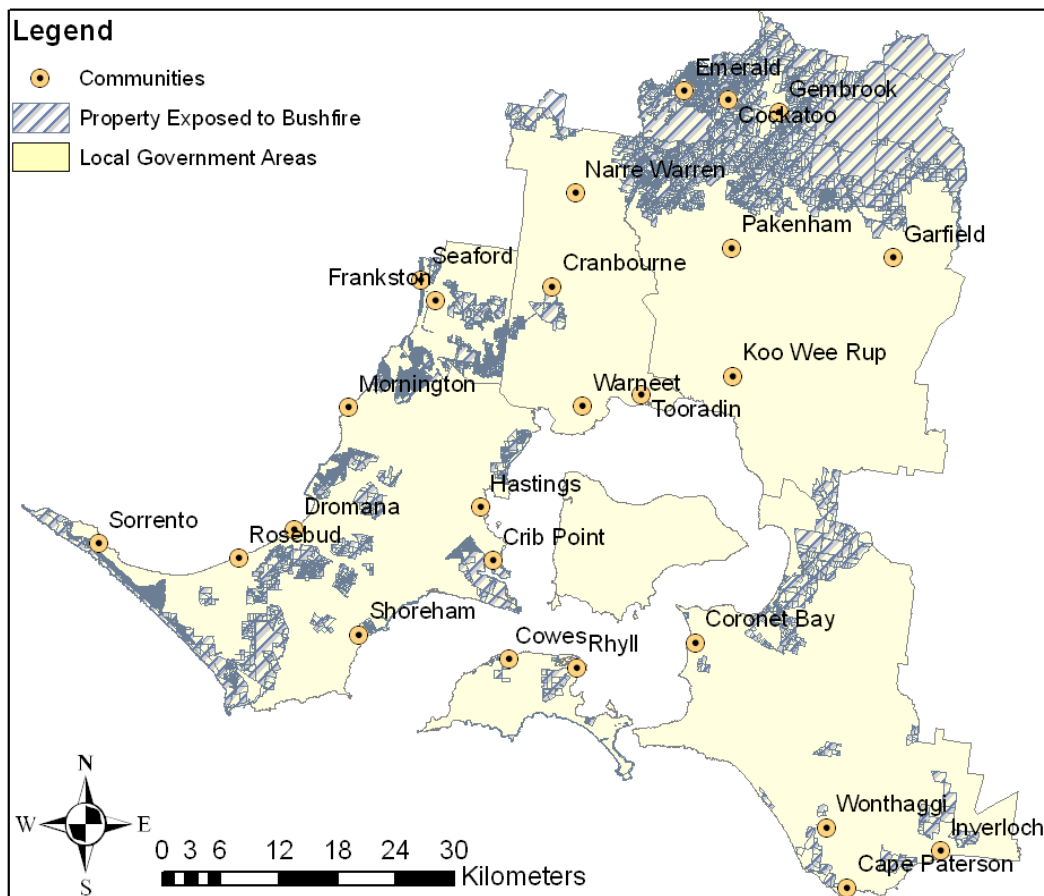 Legend
Communities
Property Exposed to Bushfire
Local Government Areas
Emerald
Gembrook
Cockatoo
Narre Warren
Pakenham
Garfield
Seaford
Frankston
Cranbourne
Koo Wee Rup
Mornington
Warneet
Tooradin
Hastings
Dromana
Sorrento
Rosebud
Crib Point
Shoreham
Coronet Bay
Cowes
Rhyll
Wonthaggi
Inverloch
Cape Paterson
N
W
E
S
0 3 6 12 18 24 30
Kilometers